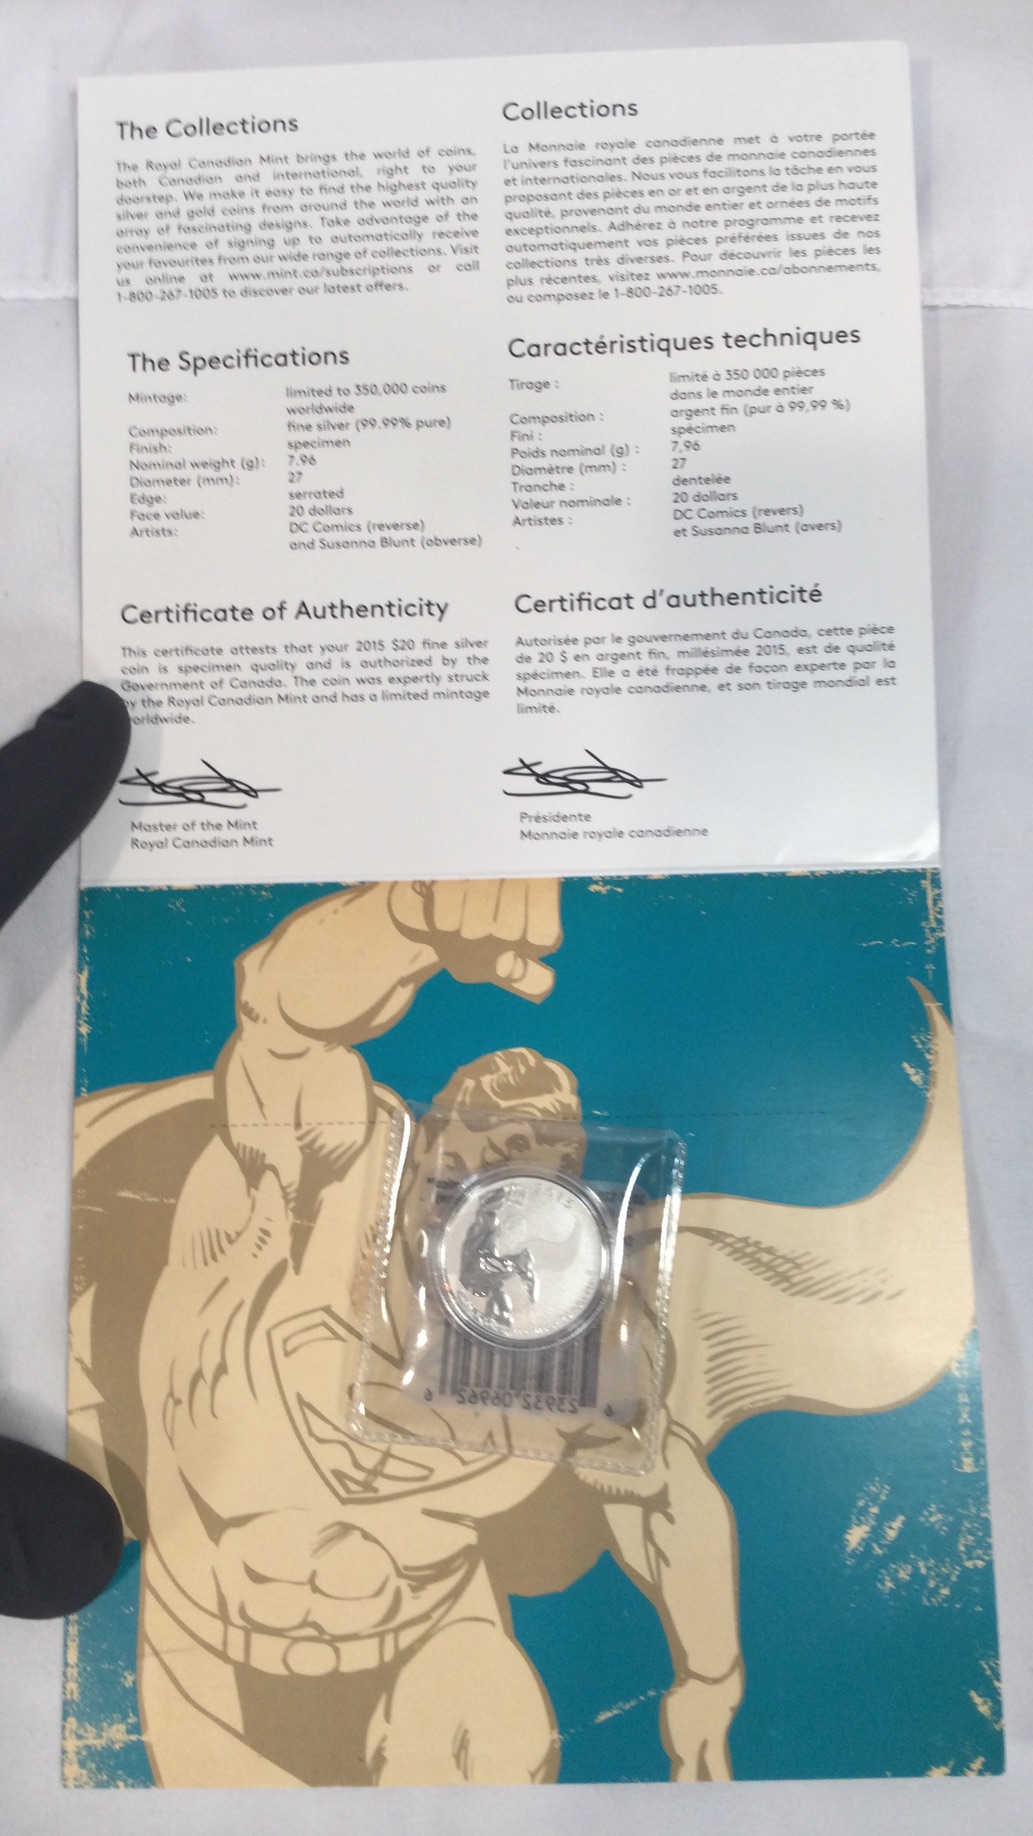 The Collections
The Royal Canadian Mint brings the world of coins,
both Canadian and international, right to your
doorstep. We make it easy to find the highest quality
silver and gold coins from around the world with an
array of fascinating designs. Take advantage of the
convenience of signing up to automatically receive
your favourites from our wide range of collections. Visit
us online at www.mint.ca/subscriptions or call
1-800-267-1005 to discover our latest offers.
Collections
La Monnaie royale canadienne met à votre portée
l'univers fascinant des pièces de monnaie canadiennes
et internationales. Nous vous facilitons la tâche en vous
proposant des pièces en or et en argent de la plus haute
qualité, provenant du monde entier et ornées de motifs
exceptionnels. Adhérez à notre programme et recevez
automatiquement vos pièces préférées issues de nos
collections très diverses. Pour découvrir les pièces les
plus récentes, visitez www.monnaie.ca/abonnements,
ou composez le 1-800-267-1005.
The Specifications
Mintage: limited to 350,000 coins
worldwide
Composition: fine silver (99.99% pure)
Finish: specimen
Nominal weight (g): 7.96
Diameter (mm): 27
Edge: serrated
Face value: 20 dollars
Artists: DC Comics (reverse)
and Susanna Blunt (obverse)
Caractéristiques techniques
Tirage : limité à 350 000 pièces
dans le monde entier
Composition : argent fin (pur à 99,99 %)
Fini : spécimen
Poids nominal (g) : 7,96
Diamètre (mm) : 27
Tranche : dentelée
Valeur nominale : 20 dollars
Artistes : DC Comics (revers)
et Susanna Blunt (avers)
Certificate of Authenticity
This certificate attests that your 2015 $20 fine silver
coin is specimen quality and is authorized by the
Government of Canada. The coin was expertly struck
by the Royal Canadian Mint and has a limited mintage
worldwide.
Master of the Mint
Royal Canadian Mint
Certificat d'authenticité
Autorisée par le gouvernement du Canada, cette pièce
de 20 $ en argent fin, millésimée 2015, est de qualité
spécimen. Elle a été frappée de façon experte par la
Monnaie royale canadienne, et son tirage mondial est
limité.
Présidente
Monnaie royale canadienne
6 23932 06962 6